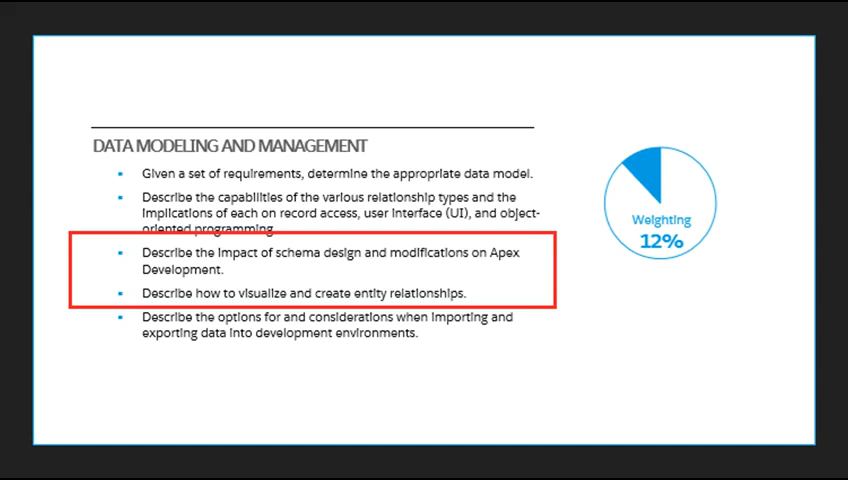 DATA MODELING AND MANAGEMENT
Given a set of requirements, determine the appropriate data model.
Describe the capabilities of the various relationship types and the
implications of each on record access, user interface (UI), and object-
oriented programming.
Describe the impact of schema design and modifications on Apex
Development.
Describe how to visualize and create entity relationships.
Describe the options for and considerations when importing and
exporting data into development environments.
Weighting
12%